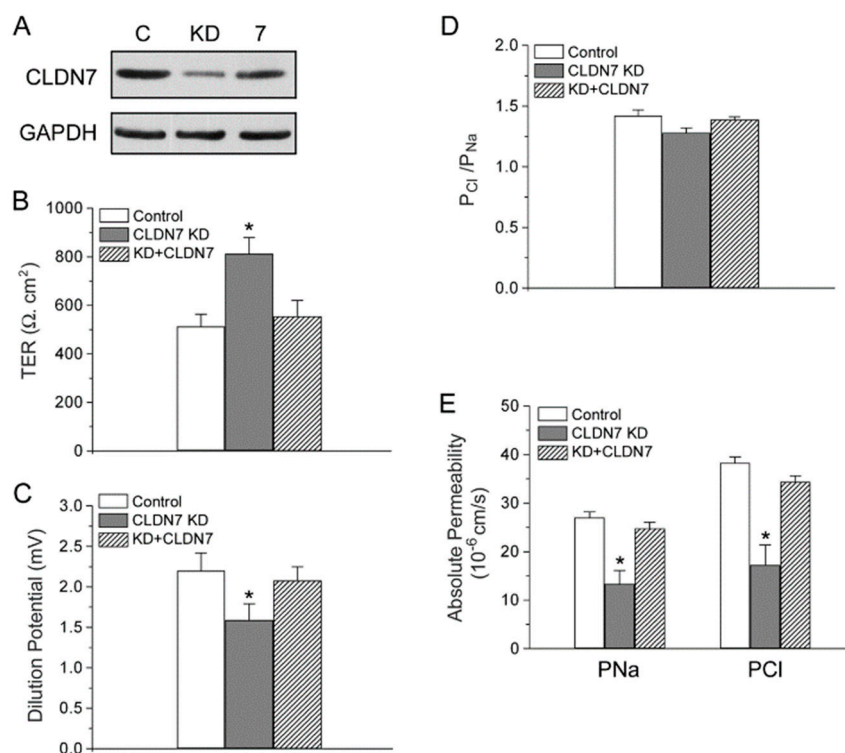 A
C KD 7
CLDN7
GAPDH
B
1000
800
600
400
200
0
TER (Ω. cm²)
Control
CLDN7 KD
KD+CLDN7
*
C
3.0
2.5
2.0
1.5
1.0
0.5
0.0
Dilution Potential (mV)
Control
CLDN7 KD
KD+CLDN7
*
D
2.0
1.5
1.0
0.5
0.0
P_Cl /P_Na
Control
CLDN7 KD
KD+CLDN7
E
50
40
30
20
10
0
Absolute Permeability
(10⁻⁶ cm/s)
Control
CLDN7 KD
KD+CLDN7
* *
PNa PCl